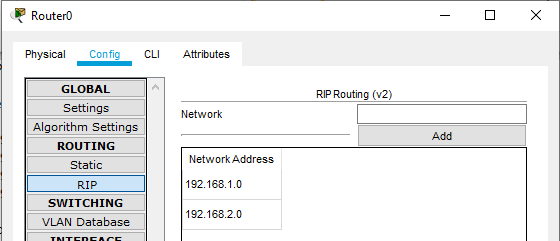 Router0
Physical Config CLI Attributes
GLOBAL
Settings
Algorithm Settings
ROUTING
Static
RIP
SWITCHING
VLAN Database
RIP Routing (v2)
Network
Add
Network Address
192.168.1.0
192.168.2.0